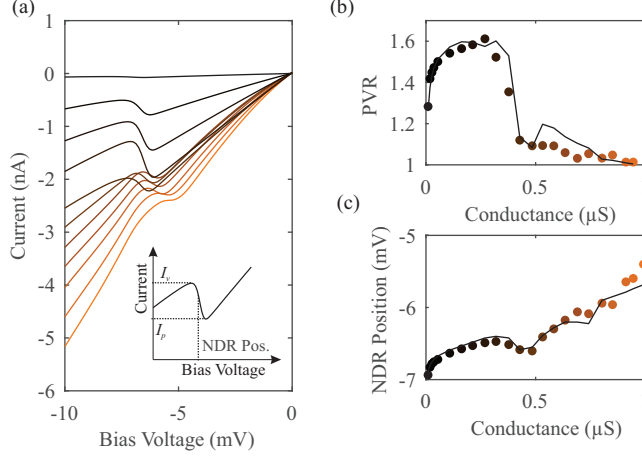 (a)
0
-1
-2
-3
-4
-5
-6
-10
-5
0
Current (nA)
Bias Voltage (mV)
Current
I_v
I_p
NDR Pos.
Bias Voltage
(b)
1.6
1.4
1.2
1
0.5
PVR
Conductance (µS)
(c)
-5
-6
-7
0
0.5
NDR Position (mV)
Conductance (µS)